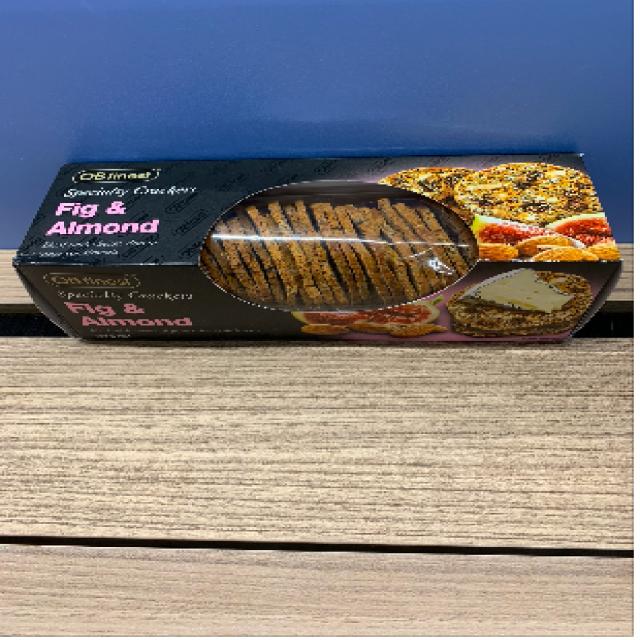 OB finest
Specialty Crackers
Fig &
Almond
OB finest
Specialty Crackers
Fig &
Almond